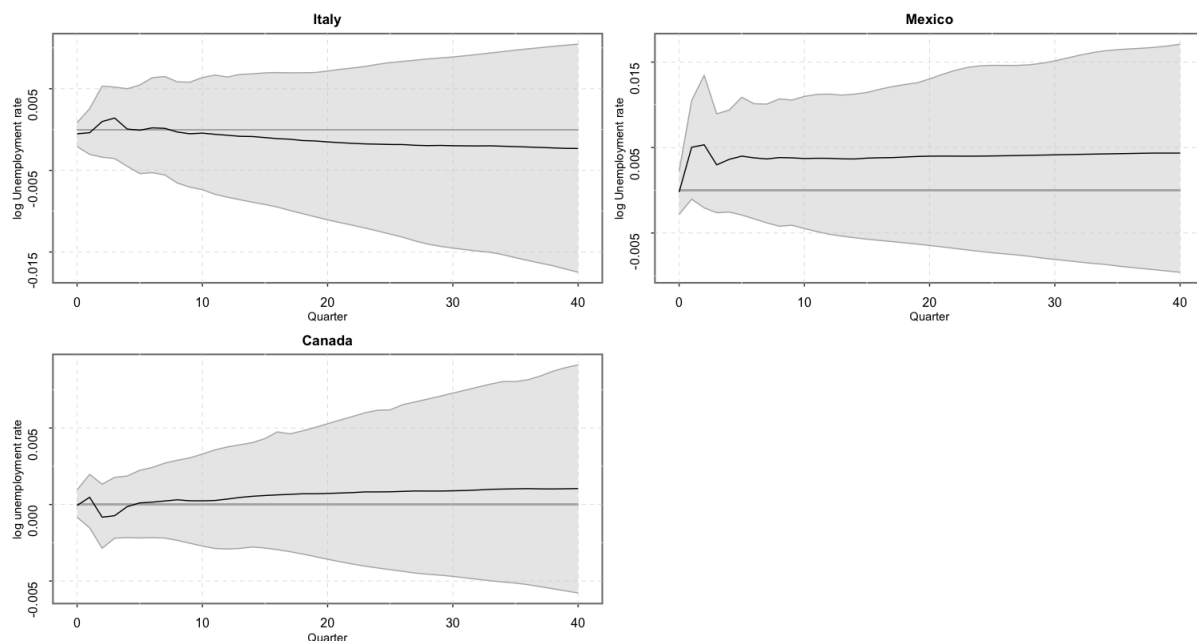 Italy
log Unemployment rate
0.005
-0.005
-0.015
0 10 20 30 40
Quarter
Mexico
log Unemployment rate
0.015
0.005
-0.005
0 10 20 30 40
Quarter
Canada
log unemployment rate
0.005
0.000
-0.005
0 10 20 30 40
Quarter